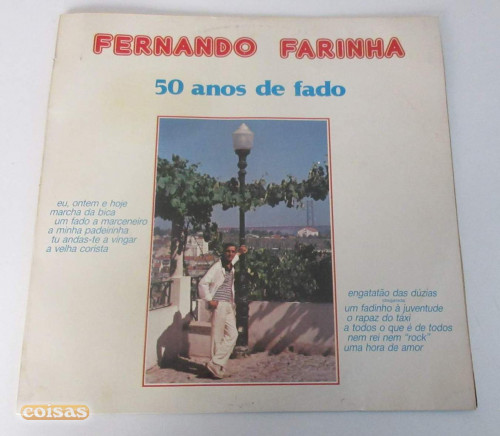 FERNANDO FARINHA
50 anos de fado
eu, ontem e hoje
marcha da bica
um fado a marceneiro
a minha padeirinha
tu andas-te a vingar
a velha corista
engatatão das dúzias
um fadinho à juventude
o rapaz do táxi
a todos o que é de todos
nem rei nem "rock"
uma hora de amor
coisas